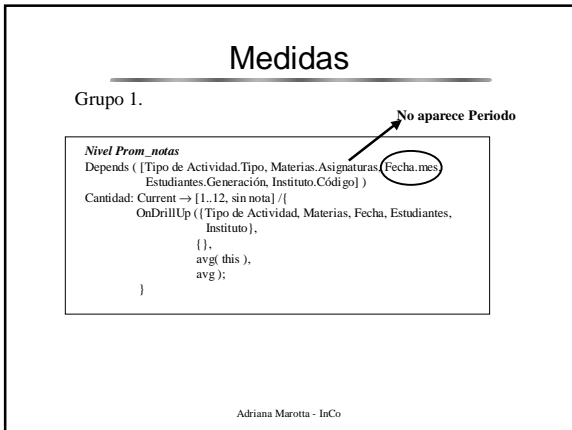 Medidas
Grupo 1.
No aparece Periodo
Nivel Prom_notas
Depends ( [Tipo de Actividad.Tipo, Materias.Asignaturas, Fecha.mes,
Estudiantes.Generación, Instituto.Código] )
Cantidad: Current → [1..12, sin nota] /{
OnDrillUp ({Tipo de Actividad, Materias, Fecha, Estudiantes,
Instituto},
{},
avg( this ),
avg );
}
Adriana Marotta - InCo